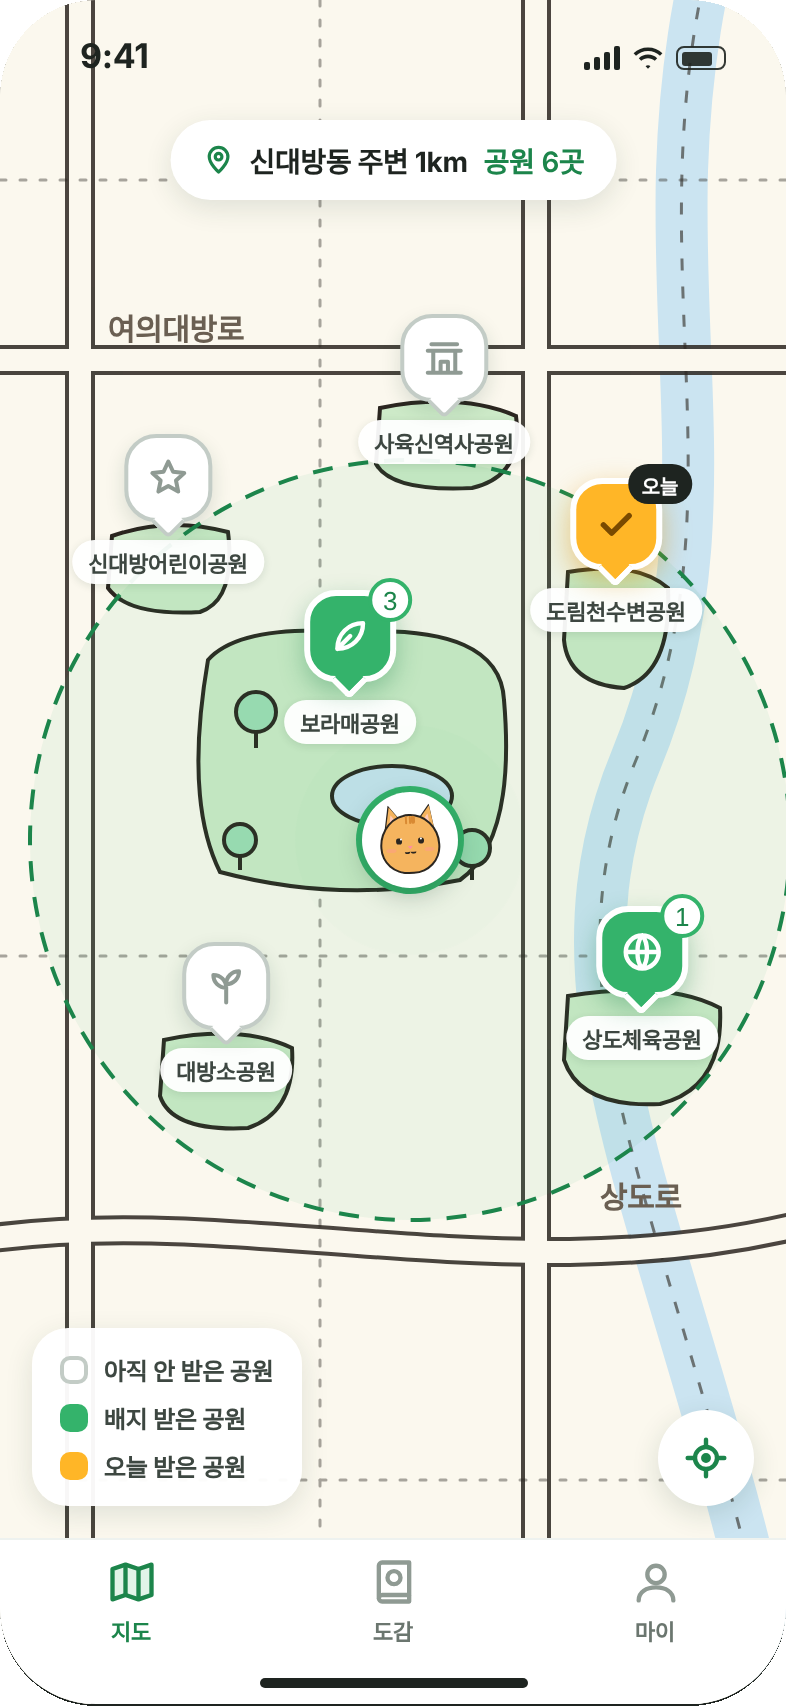 9:41
신대방동 주변 1km 공원 6곳
여의대방로
사육신역사공원
오늘
신대방어린이공원
3
도림천수변공원
보라매공원
1
상도체육공원
대방소공원
상도로
아직 안 받은 공원
배지 받은 공원
오늘 받은 공원
지도
도감
마이